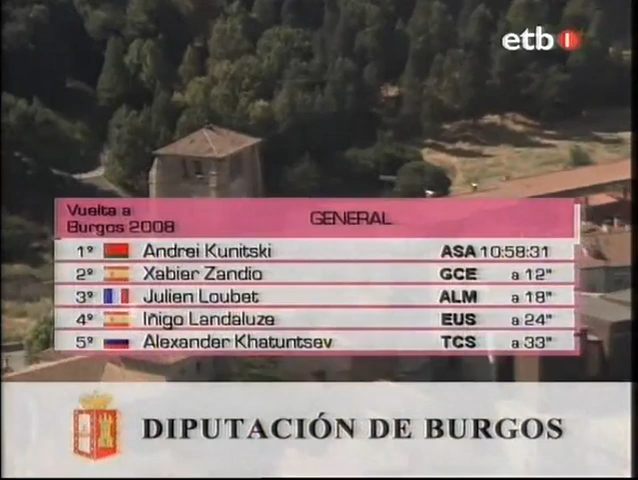 etb 1
Vuelta a
Burgos 2008
GENERAL
1º Andrei Kunitski ASA 10:58:31
2º Xabier Zandio GCE a 12"
3º Julien Loubet ALM a 18"
4º Iñigo Landaluze EUS a 24"
5º Alexander Khatuntsev TCS a 33"
DIPUTACIÓN DE BURGOS